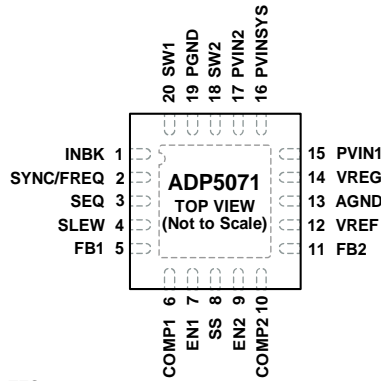 20 SW1
19 PGND
18 SW2
17 PVIN2
16 PVINSYS
INBK 1
SYNC/FREQ 2
SEQ 3
SLEW 4
FB1 5
ADP5071
TOP VIEW
(Not to Scale)
15 PVIN1
14 VREG
13 AGND
12 VREF
11 FB2
COMP1 6
EN1 7
SS 8
EN2 9
COMP2 10